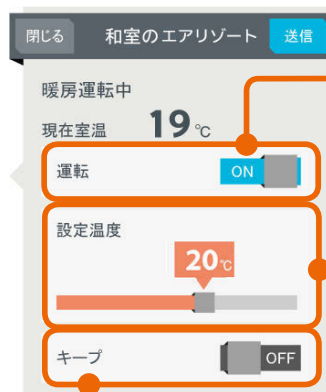 閉じる 和室のエアリゾート 送信
暖房運転中
現在室温 19℃
運転 ON
設定温度
20℃
キープ OFF